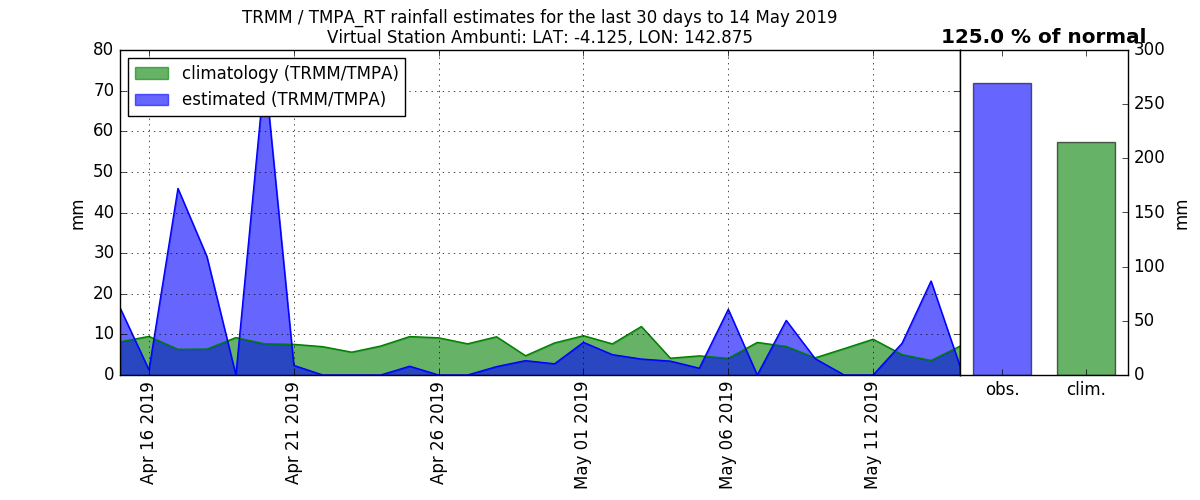 TRMM / TMPA_RT rainfall estimates for the last 30 days to 14 May 2019
Virtual Station Ambunti: LAT: -4.125, LON: 142.875
125.0 % of normal
climatology (TRMM/TMPA)
estimated (TRMM/TMPA)
80
70
60
50
40
30
20
10
0
mm
Apr 16 2019
Apr 21 2019
Apr 26 2019
May 01 2019
May 06 2019
May 11 2019
obs.
clim.
300
250
200
150
100
50
0
mm